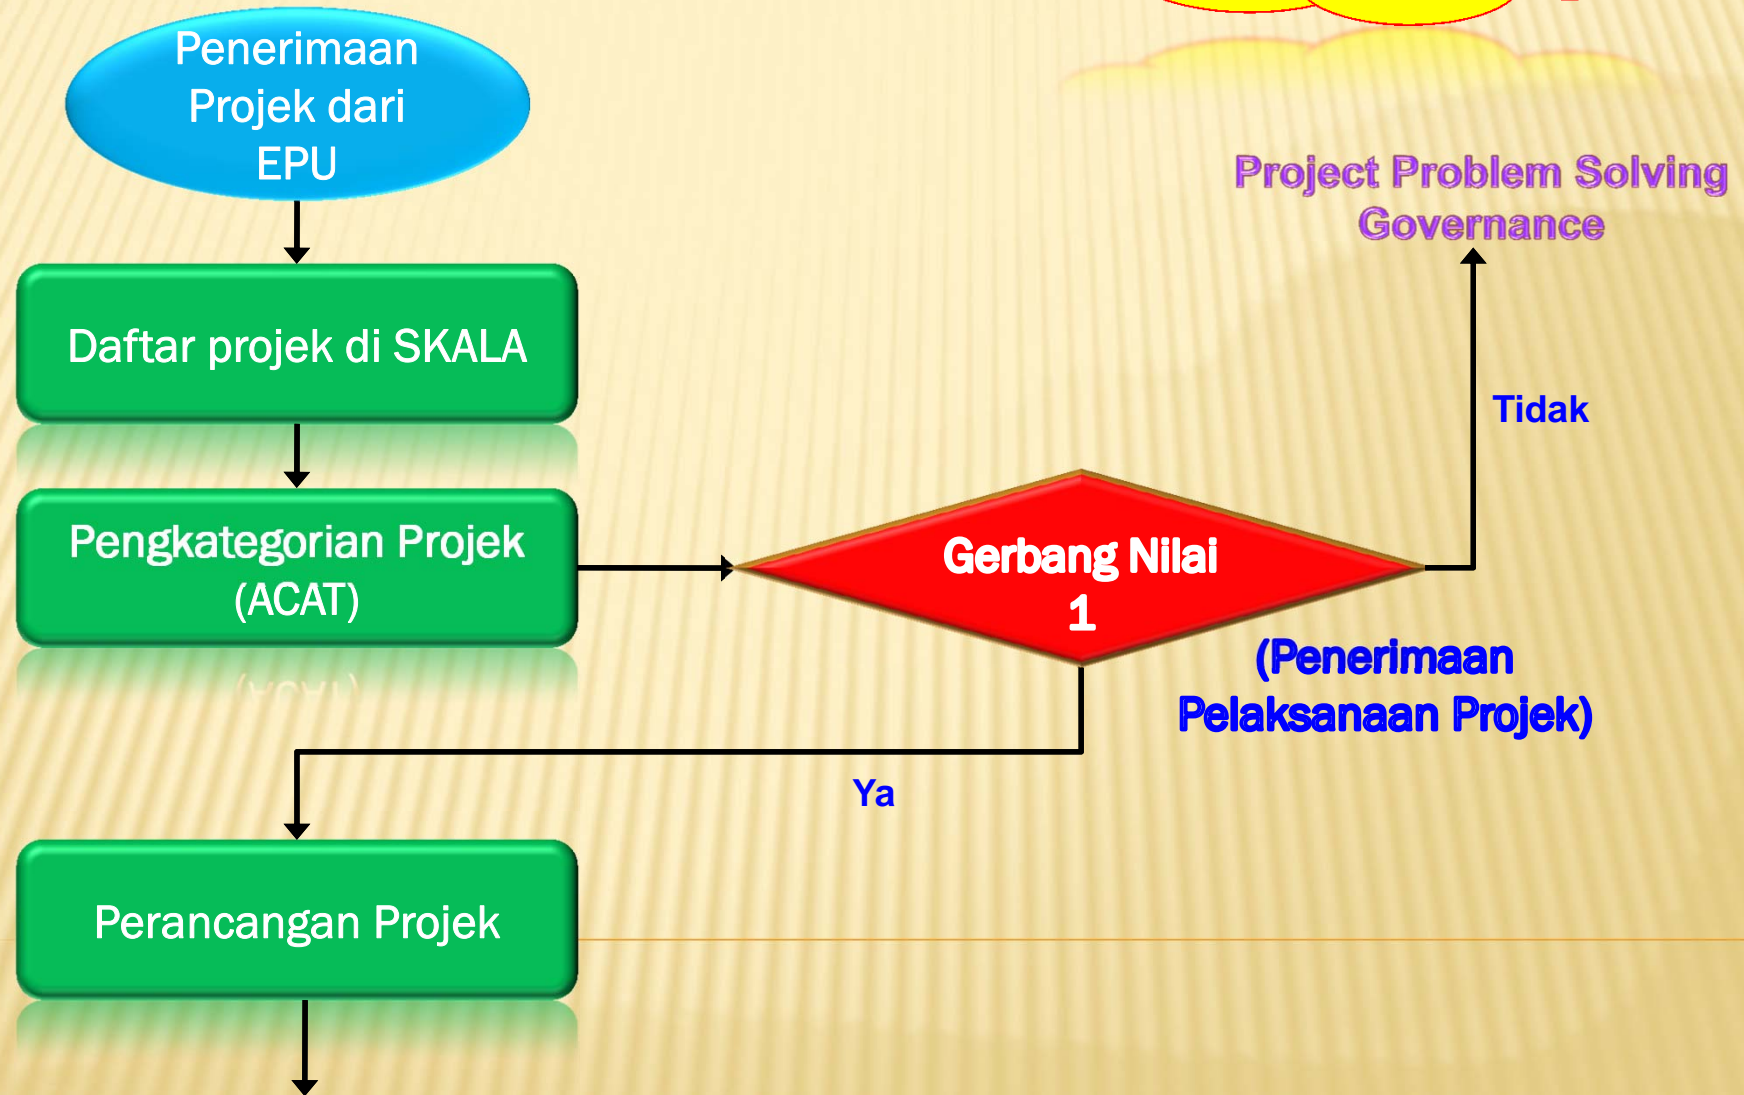 Penerimaan
Projek dari
EPU
Project Problem Solving
Governance
Daftar projek di SKALA
Tidak
Pengkategorian Projek
(ACAT)
Gerbang Nilai
1
(Penerimaan
Pelaksanaan Projek)
Ya
Perancangan Projek